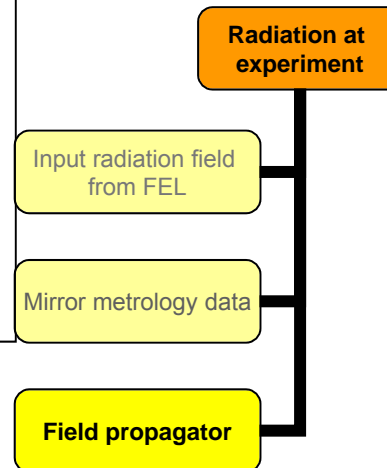 Radiation at
experiment
Input radiation field
from FEL
Mirror metrology data
Field propagator